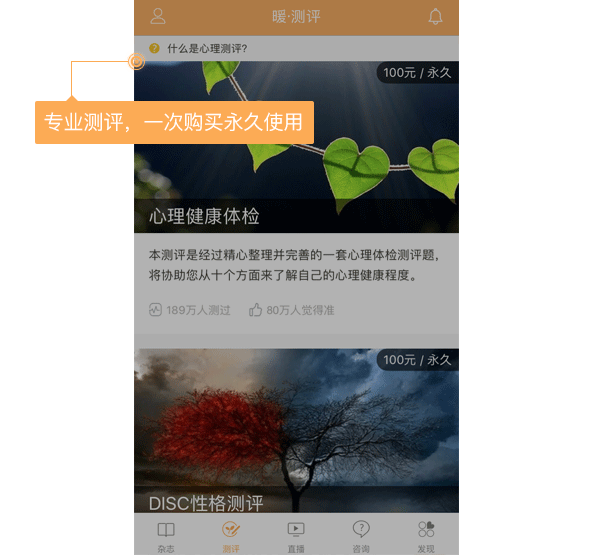 暖·测评
? 什么是心理测评?
100元 / 永久
专业测评，一次购买永久使用
心理健康体检
本测评是经过精心整理并完善的一套心理体检测评题，
将协助您从十个方面来了解自己的心理健康程度。
189万人测过 80万人觉得准
100元 / 永久
DISC性格测评
杂志 测评 直播 咨询 发现